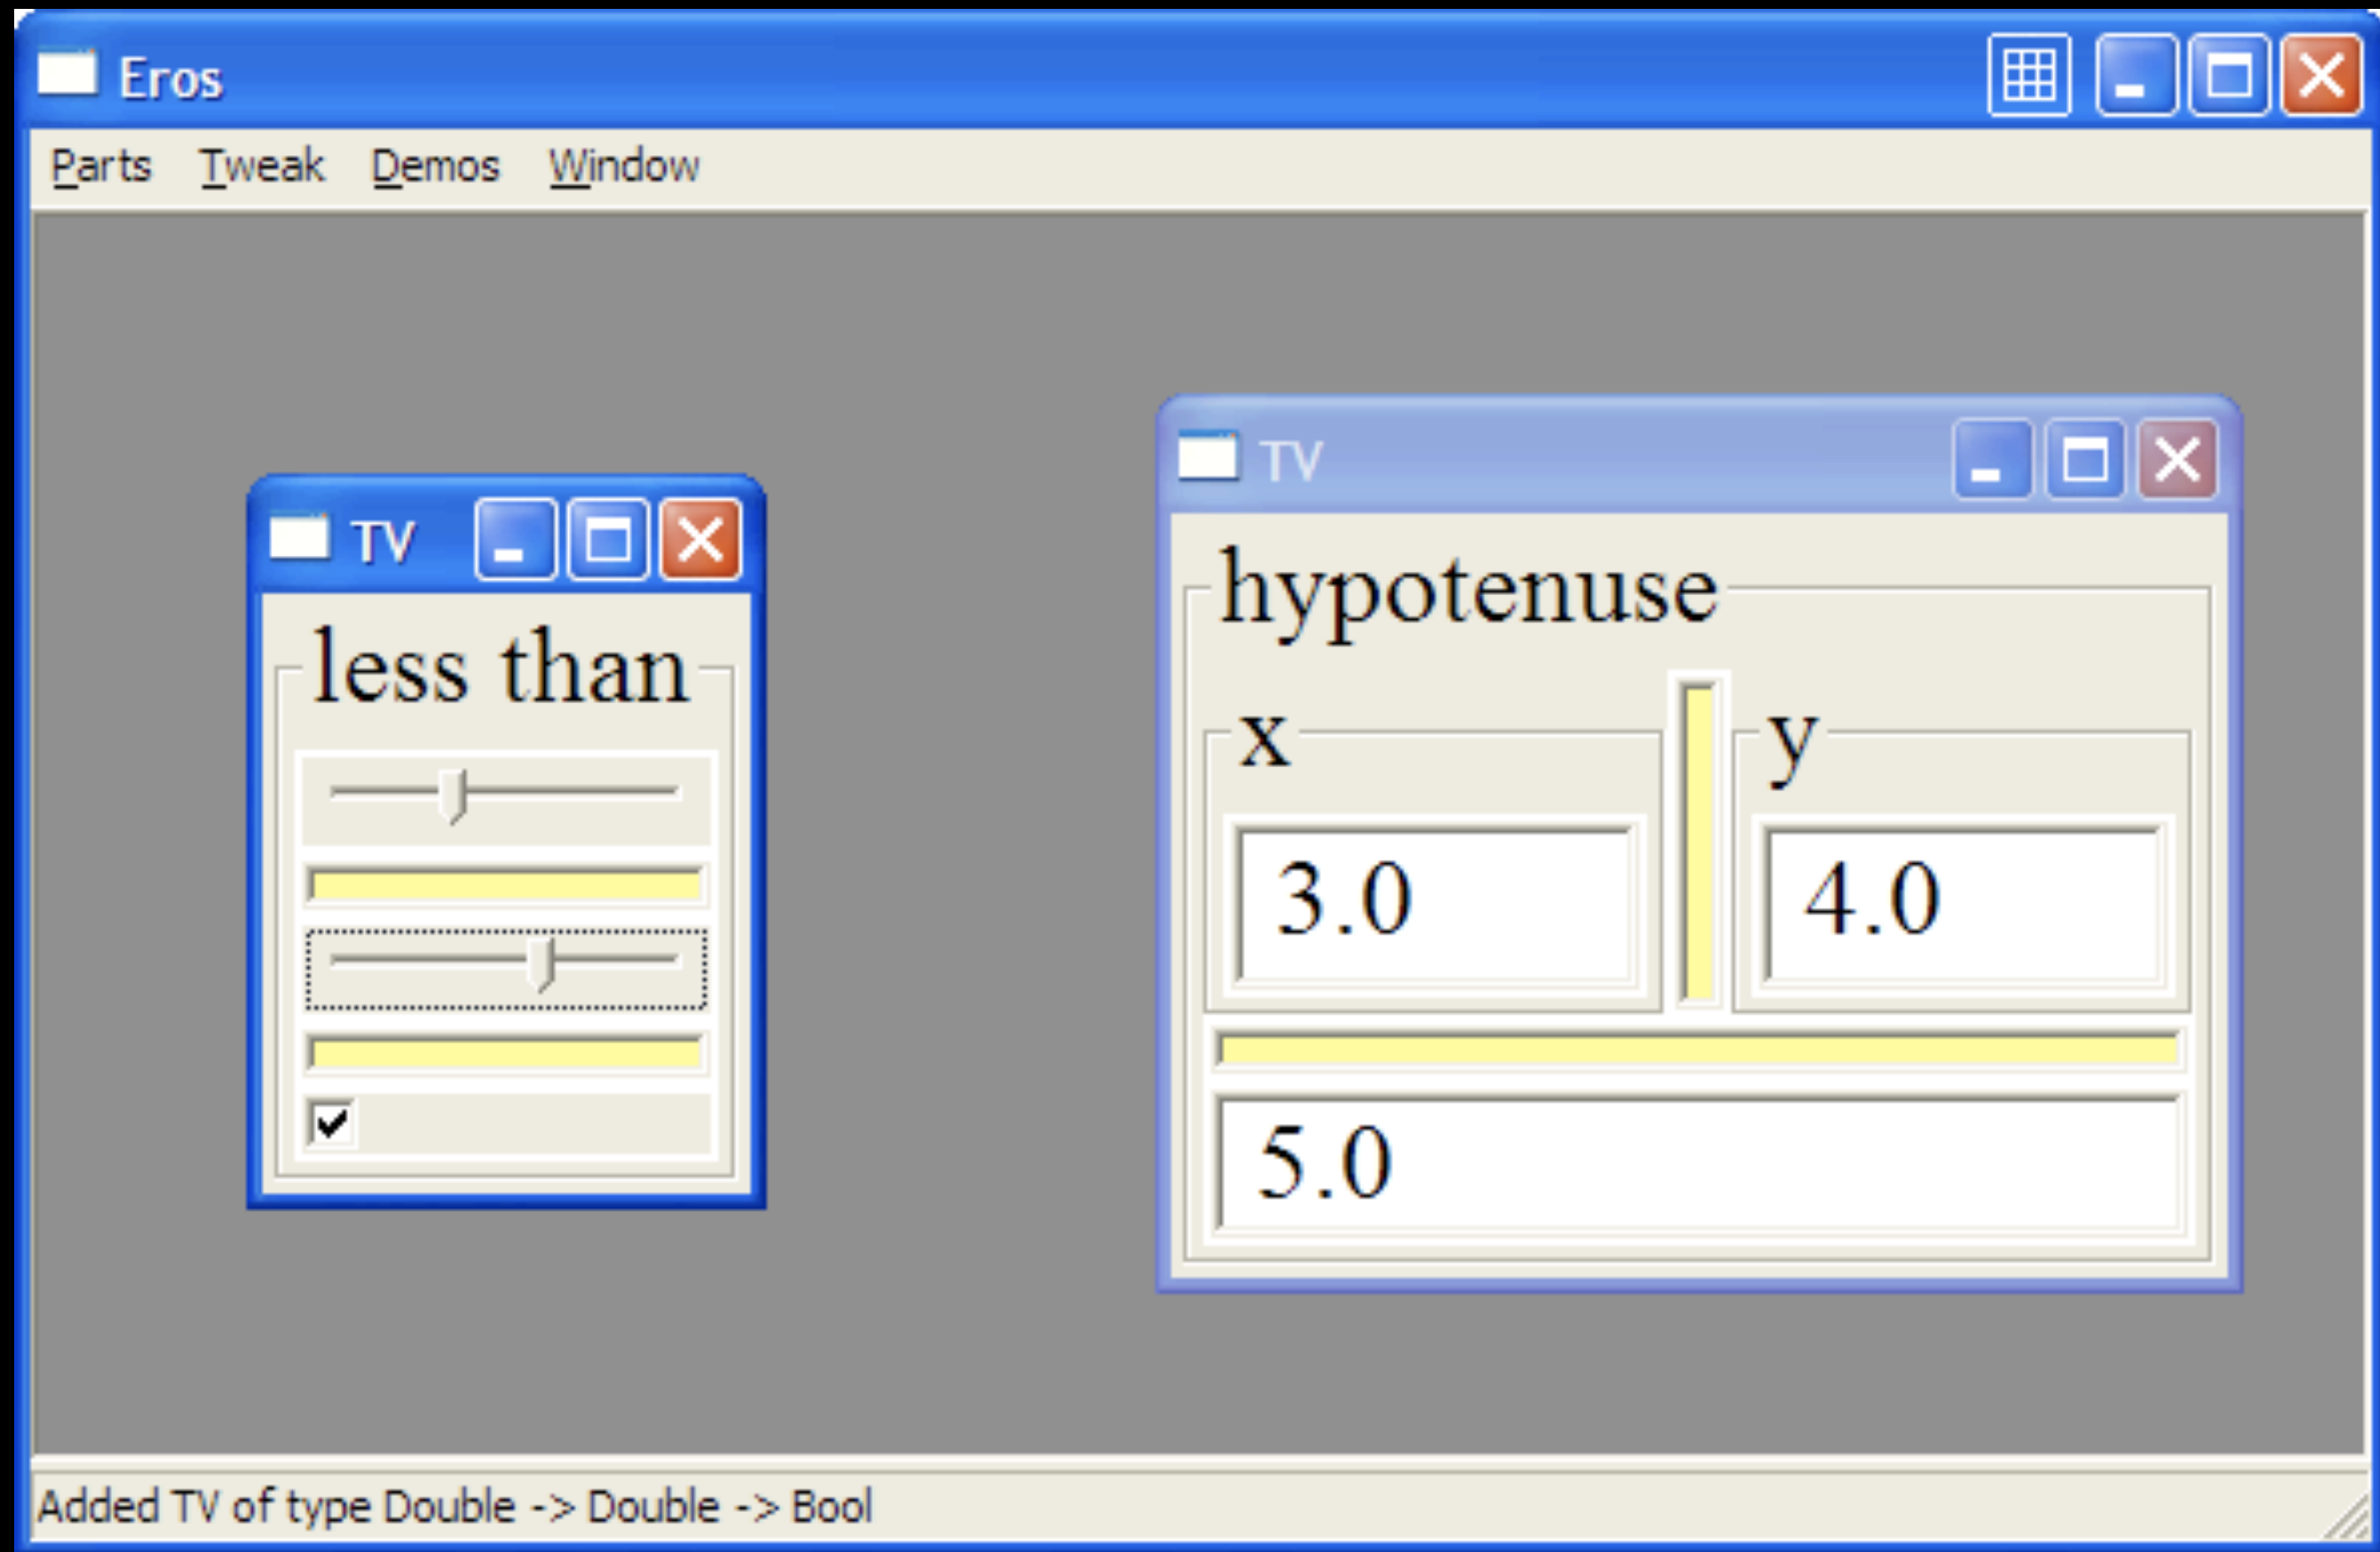 Eros
Parts Tweak Demos Window
TV
less than
TV
hypotenuse
x y
3.0 4.0
5.0
Added TV of type Double -> Double -> Bool